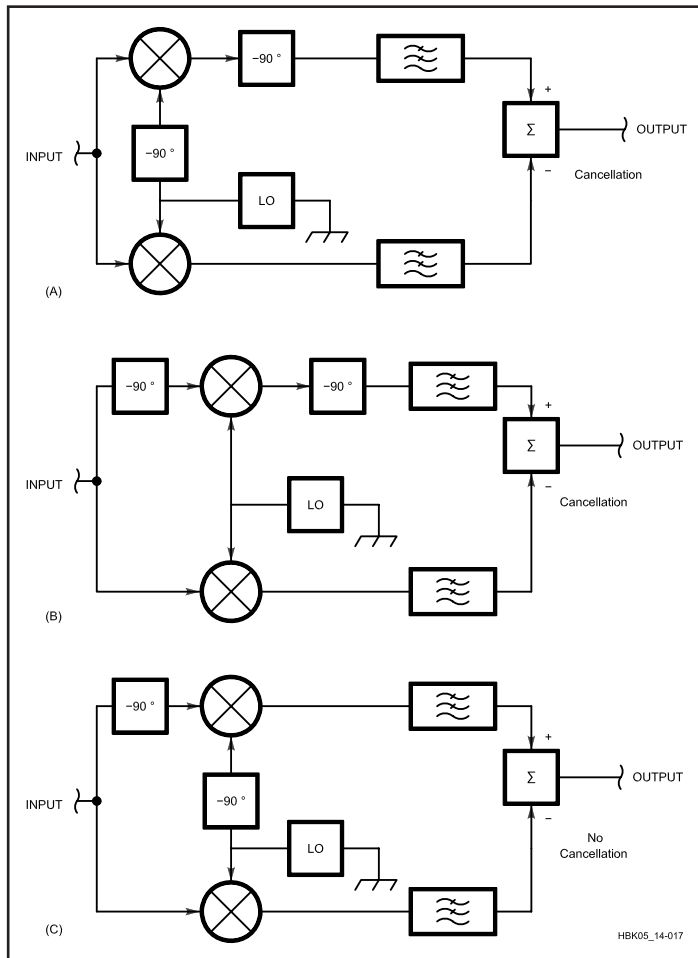 −90 °
+
Σ
OUTPUT
INPUT
−90 °
−
Cancellation
LO
(A)
−90 °
−90 °
+
Σ
OUTPUT
INPUT
−
Cancellation
LO
(B)
−90 °
+
Σ
OUTPUT
INPUT
−90 °
−
No
Cancellation
LO
(C)
HBK05_14-017